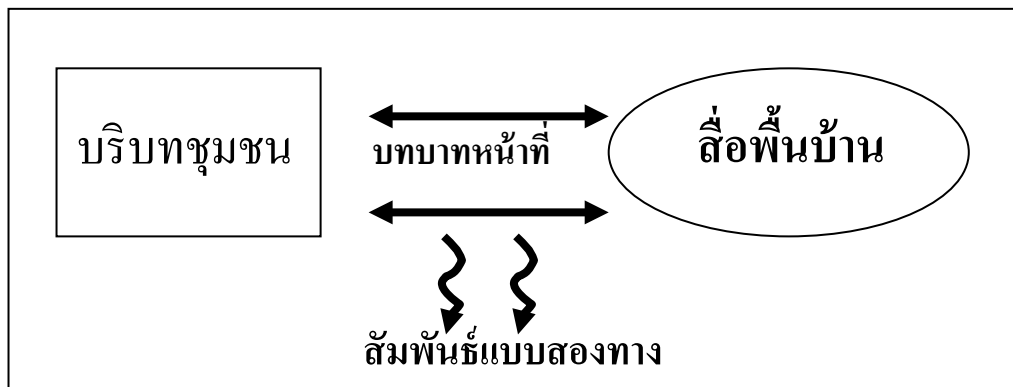 บริบทชุมชน
บทบาทหน้าที่
สื่อพื้นบ้าน
สัมพันธ์แบบสองทาง